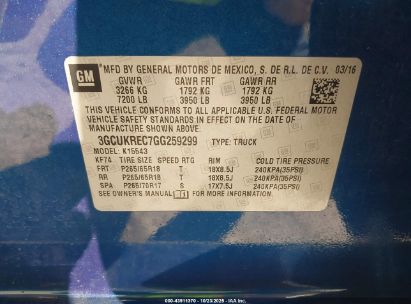 GM MFD BY GENERAL MOTORS DE MEXICO, S. DE R.L. DE C.V. 03/16
GVWR GAWR FRT GAWR RR
3266 KG 1792 KG 1792 KG
7200 LB 3950 LB 3950 LB
THIS VEHICLE CONFORMS TO ALL APPLICABLE U.S. FEDERAL MOTOR
VEHICLE SAFETY STANDARDS IN EFFECT ON THE DATE OF
MANUFACTURE SHOWN ABOVE.
3GCUKREC7GG259299 TYPE: TRUCK
MODEL: K15543
KF74 TIRE SIZE SPEED RTG RIM COLD TIRE PRESSURE
FRT P265/65R18 T 18X8.5J 240KPA(35PSI)
RR P265/65R18 T 18X8.5J 240KPA(35PSI)
SPA P265/70R17 S 17X7.5J 240KPA(35PSI)
SEE OWNER'S MANUAL FOR MORE INFORMATION.
000-43911370 - 10/23/2025 -